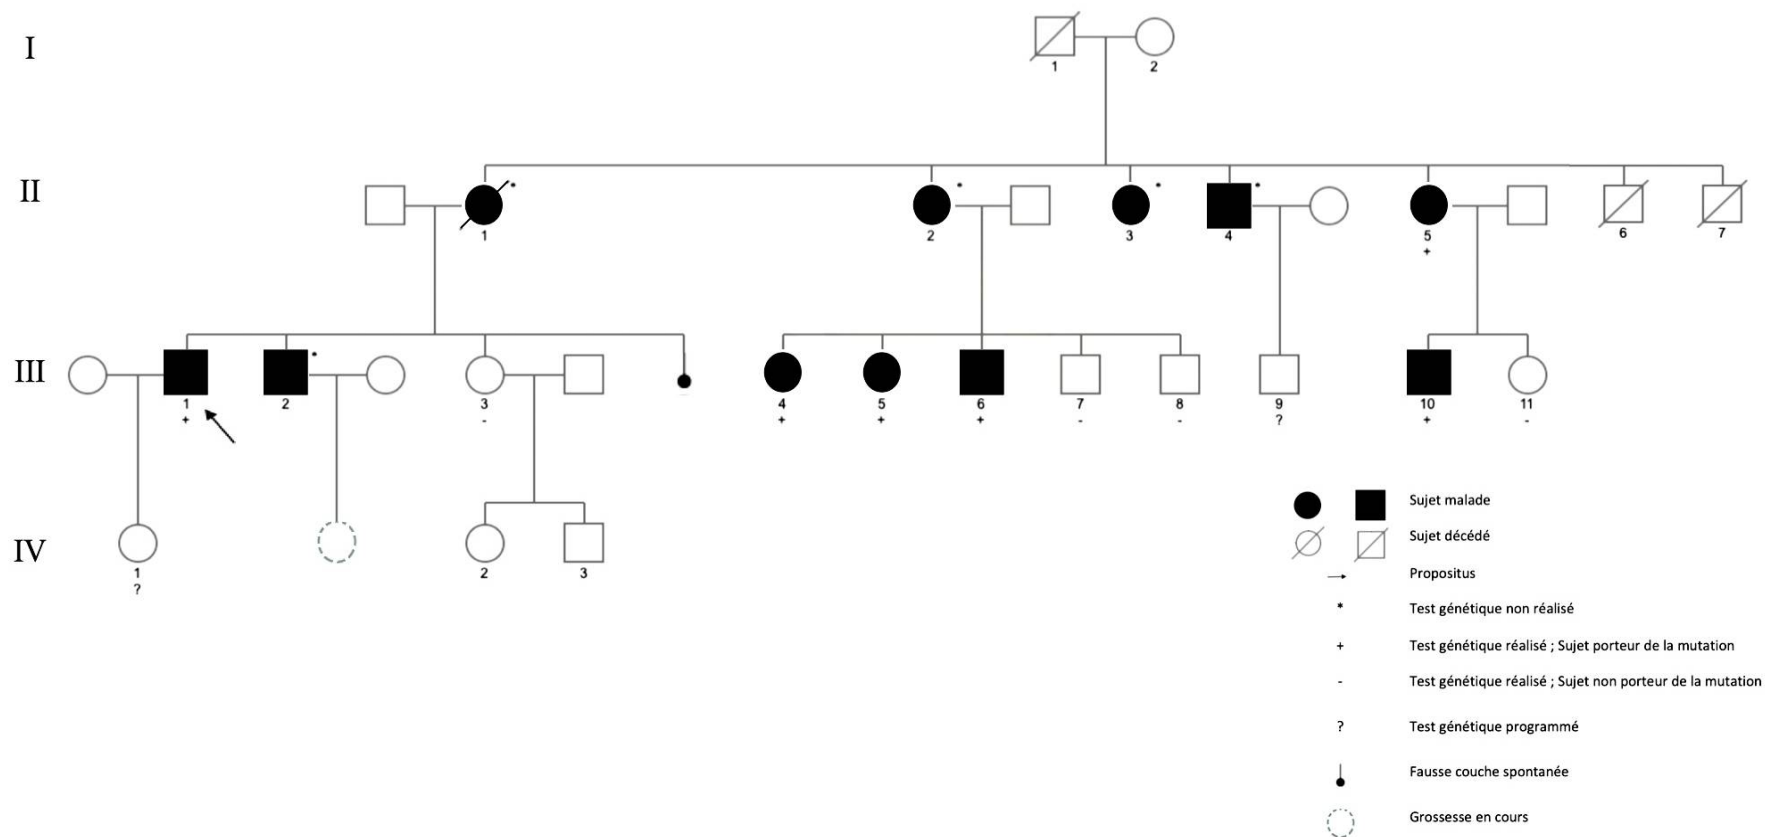 I
1 2
II
* * * *
1 2 3 4 5 6 7
+
III
*
1 2 3 4 5 6 7 8 9 10 11
+ - + + + - - ? + -
IV
1 2 3
?
Sujet malade
Sujet décédé
Propositus
* Test génétique non réalisé
+ Test génétique réalisé ; Sujet porteur de la mutation
- Test génétique réalisé ; Sujet non porteur de la mutation
? Test génétique programmé
Fausse couche spontanée
Grossesse en cours